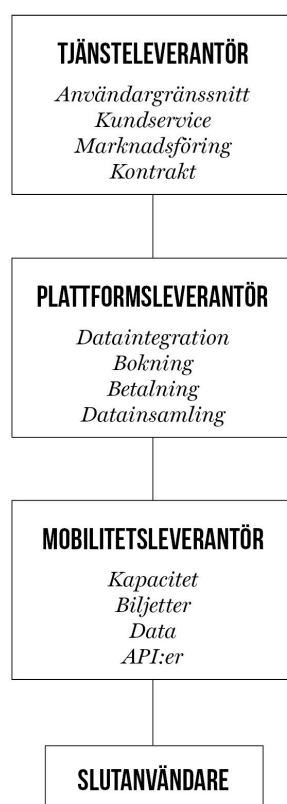 TJÄNSTELEVERANTÖR
Användargränssnitt
Kundservice
Marknadsföring
Kontrakt
PLATTFORMSLEVERANTÖR
Dataintegration
Bokning
Betalning
Datainsamling
MOBILITETSLEVERANTÖR
Kapacitet
Biljetter
Data
API:er
SLUTANVÄNDARE